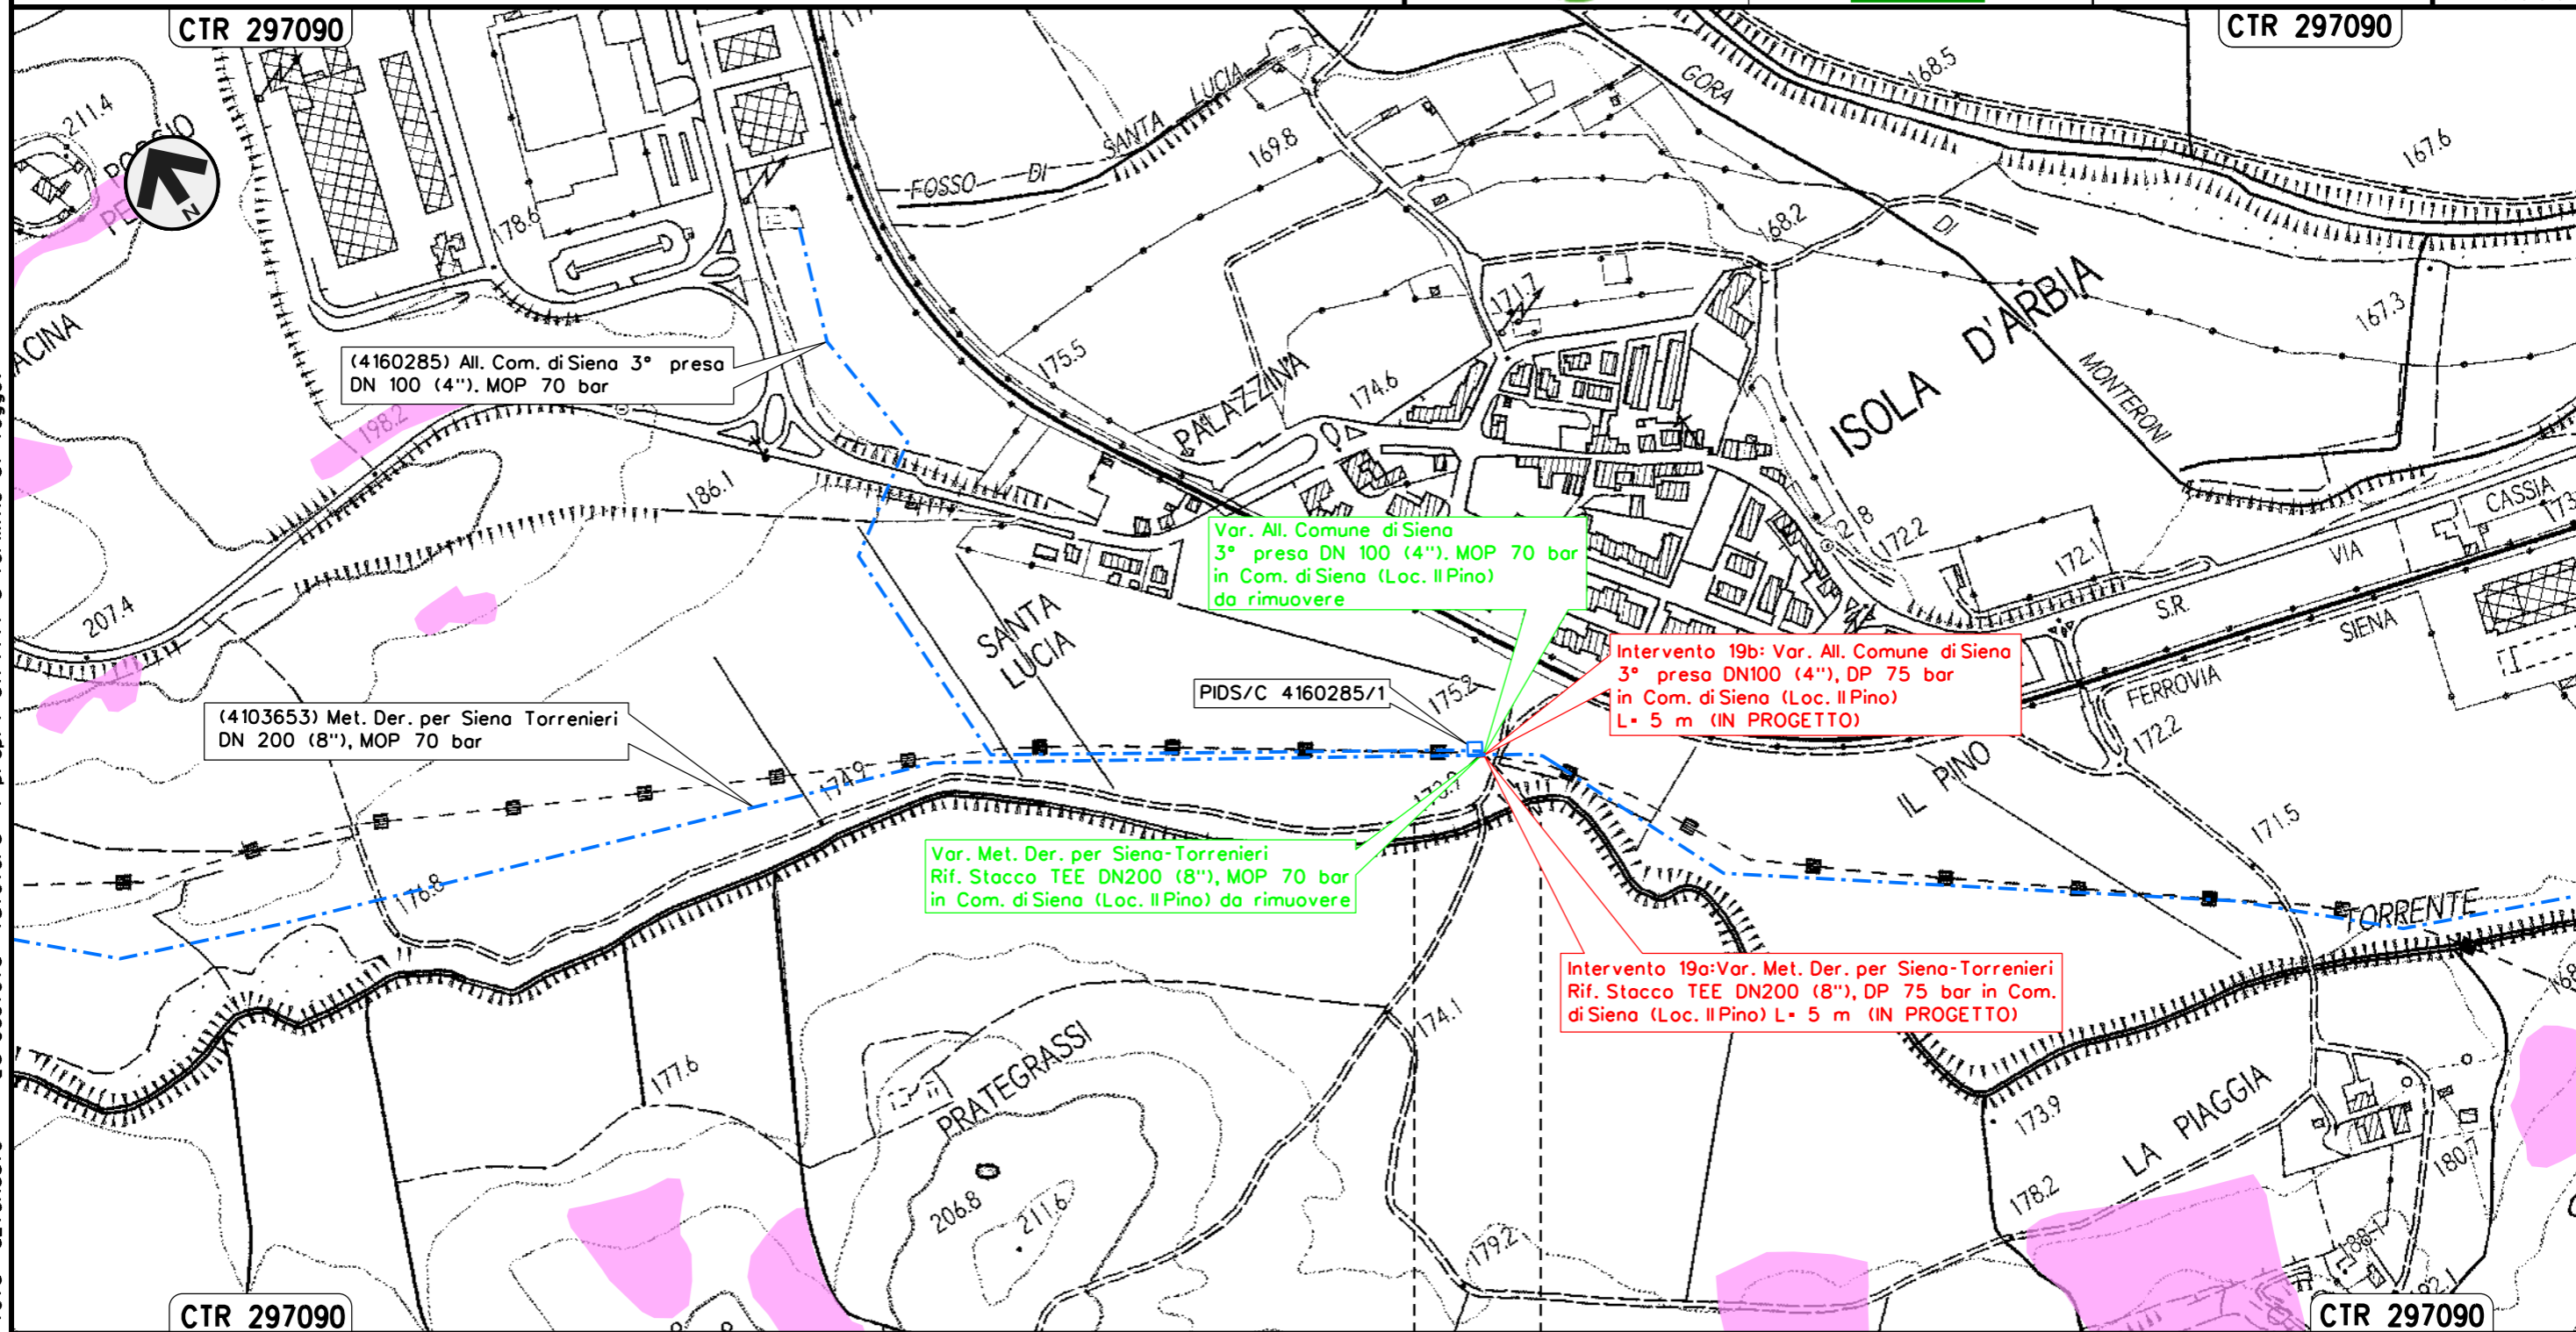 CTR 297090
CTR 297090
211.4
POGGIO
ACINA
N
178.6
FOSSO DI SANTA LUCIA
169.8
GORA
DI
MONTERONI
168.5
167.6
168.2
167.3
171.7
ISOLA D'ARBIA
(4160285) All. Com. di Siena 3° presa
DN 100 (4"). MOP 70 bar
175.5
PALAZZINA
174.6
198.2
186.1
207.4
SANTA
LUCIA
Var. All. Comune di Siena
3° presa DN 100 (4"). MOP 70 bar
in Com. di Siena (Loc. Il Pino)
da rimuovere
172.2
172.1
S.R.
VIA
CASSIA
FERROVIA
SIENA
172.2
Intervento 19b: Var. All. Comune di Siena
3° presa DN100 (4"), DP 75 bar
in Com. di Siena (Loc. Il Pino)
L= 5 m (IN PROGETTO)
PIDS/C 4160285/1
175.2
(4103653) Met. Der. per Siena Torrenieri
DN 200 (8"), MOP 70 bar
174.9
173.9
IL PINO
171.5
176.8
Var. Met. Der. per Siena-Torrenieri
Rif. Stacco TEE DN200 (8"), MOP 70 bar
in Com. di Siena (Loc. Il Pino) da rimuovere
TORRENTE
Intervento 19a:Var. Met. Der. per Siena-Torrenieri
Rif. Stacco TEE DN200 (8"), DP 75 bar in Com.
di Siena (Loc. Il Pino) L= 5 m (IN PROGETTO)
174.1
177.6
PRATEGRASSI
206.8
211.6
179.2
173.9
LA PIAGGIA
178.2
180.7
188.1
CTR 297090
CTR 297090